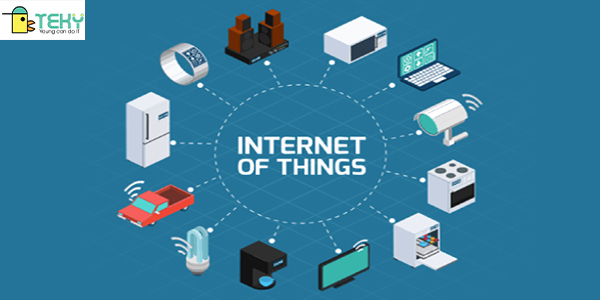 TEKY
Young can do it
INTERNET
OF THINGS